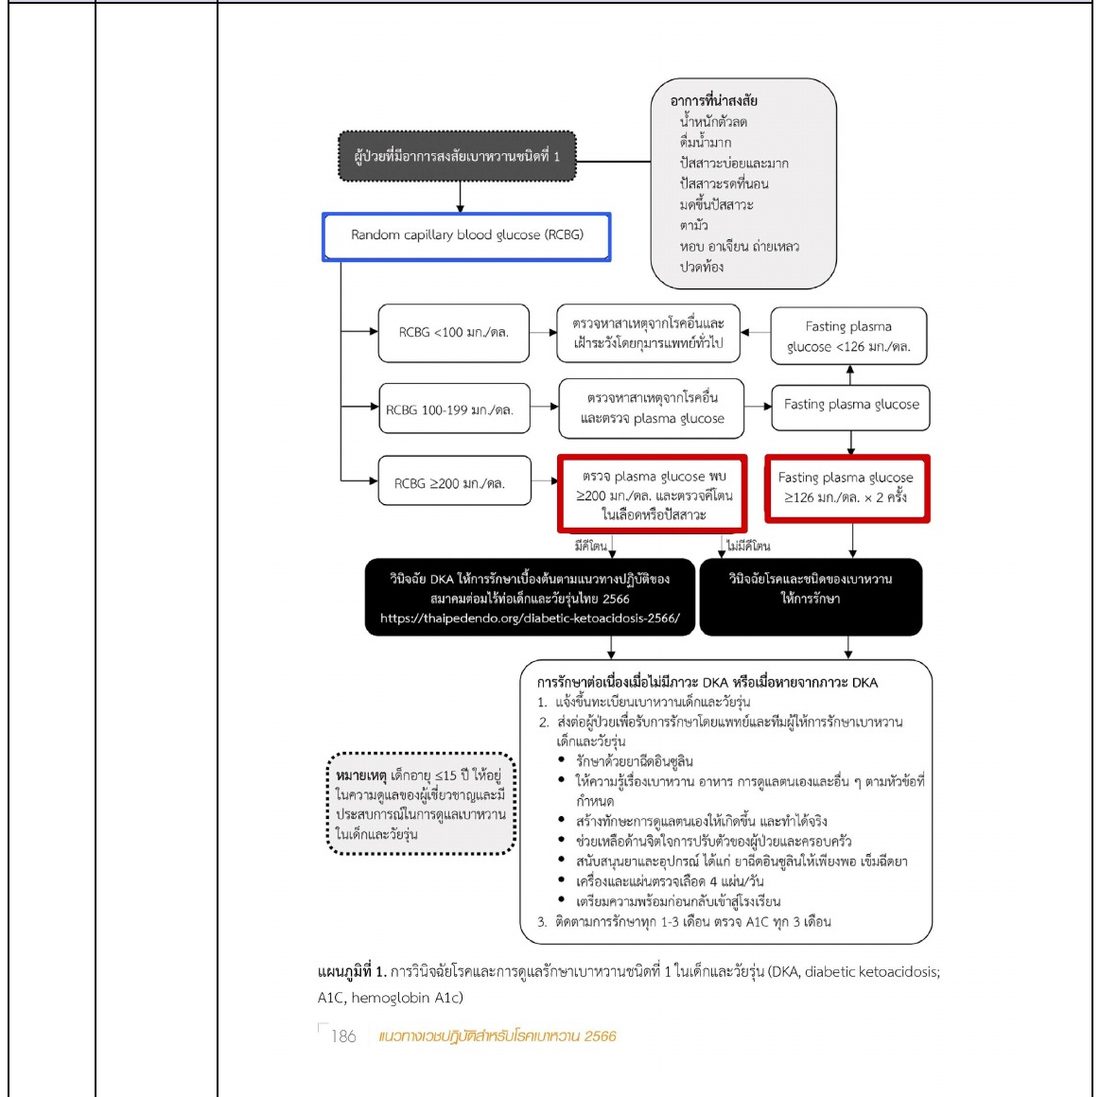 อาการที่น่าสงสัย
น้ำหนักตัวลด
ดื่มน้ำมาก
ปัสสาวะบ่อยและมาก
ปัสสาวะรดที่นอน
มดขึ้นปัสสาวะ
ตามัว
หอบ อาเจียน ถ่ายเหลว
ปวดท้อง
ผู้ป่วยที่มีอาการสงสัยเบาหวานชนิดที่ 1
Random capillary blood glucose (RCBG)
RCBG <100 มก./ดล.
ตรวจหาสาเหตุจากโรคอื่นและ
เฝ้าระวังโดยกุมารแพทย์ทั่วไป
Fasting plasma
glucose <126 มก./ดล.
RCBG 100-199 มก./ดล.
ตรวจหาสาเหตุจากโรคอื่น
และตรวจ plasma glucose
Fasting plasma glucose
RCBG ≥200 มก./ดล.
ตรวจ plasma glucose พบ
≥200 มก./ดล. และตรวจคีโตน
ในเลือดหรือปัสสาวะ
Fasting plasma glucose
≥126 มก./ดล. × 2 ครั้ง
มีคีโตน
ไม่มีคีโตน
วินิจฉัย DKA ให้การรักษาเบื้องต้นตามแนวทางปฏิบัติของ
สมาคมต่อมไร้ท่อเด็กและวัยรุ่นไทย 2566
https://thaipedendo.org/diabetic-ketoacidosis-2566/
วินิจฉัยโรคและชนิดของเบาหวาน
ให้การรักษา
การรักษาต่อเนื่องเมื่อไม่มีภาวะ DKA หรือเมื่อหายจากภาวะ DKA
1. แจ้งขึ้นทะเบียนเบาหวานเด็กและวัยรุ่น
2. ส่งต่อผู้ป่วยเพื่อรับการรักษาโดยแพทย์และทีมผู้ให้การรักษาเบาหวาน
เด็กและวัยรุ่น
• รักษาด้วยยาฉีดอินซูลิน
• ให้ความรู้เรื่องเบาหวาน อาหาร การดูแลตนเองและอื่น ๆ ตามหัวข้อที่
กำหนด
• สร้างทักษะการดูแลตนเองให้เกิดขึ้น และทำได้จริง
• ช่วยเหลือด้านจิตใจการปรับตัวของผู้ป่วยและครอบครัว
• สนับสนุนยาและอุปกรณ์ ได้แก่ ยาฉีดอินซูลินให้เพียงพอ เข็มฉีดยา
• เครื่องและแผ่นตรวจเลือด 4 แผ่น/วัน
• เตรียมความพร้อมก่อนกลับเข้าสู่โรงเรียน
3. ติดตามการรักษาทุก 1-3 เดือน ตรวจ A1C ทุก 3 เดือน
หมายเหตุ เด็กอายุ ≤15 ปี ให้อยู่
ในความดูแลของผู้เชี่ยวชาญและมี
ประสบการณ์ในการดูแลเบาหวาน
ในเด็กและวัยรุ่น
แผนภูมิที่ 1. การวินิจฉัยโรคและการดูแลรักษาเบาหวานชนิดที่ 1 ในเด็กและวัยรุ่น (DKA, diabetic ketoacidosis;
A1C, hemoglobin A1c)
186 แนวทางเวชปฏิบัติสำหรับโรคเบาหวาน 2566